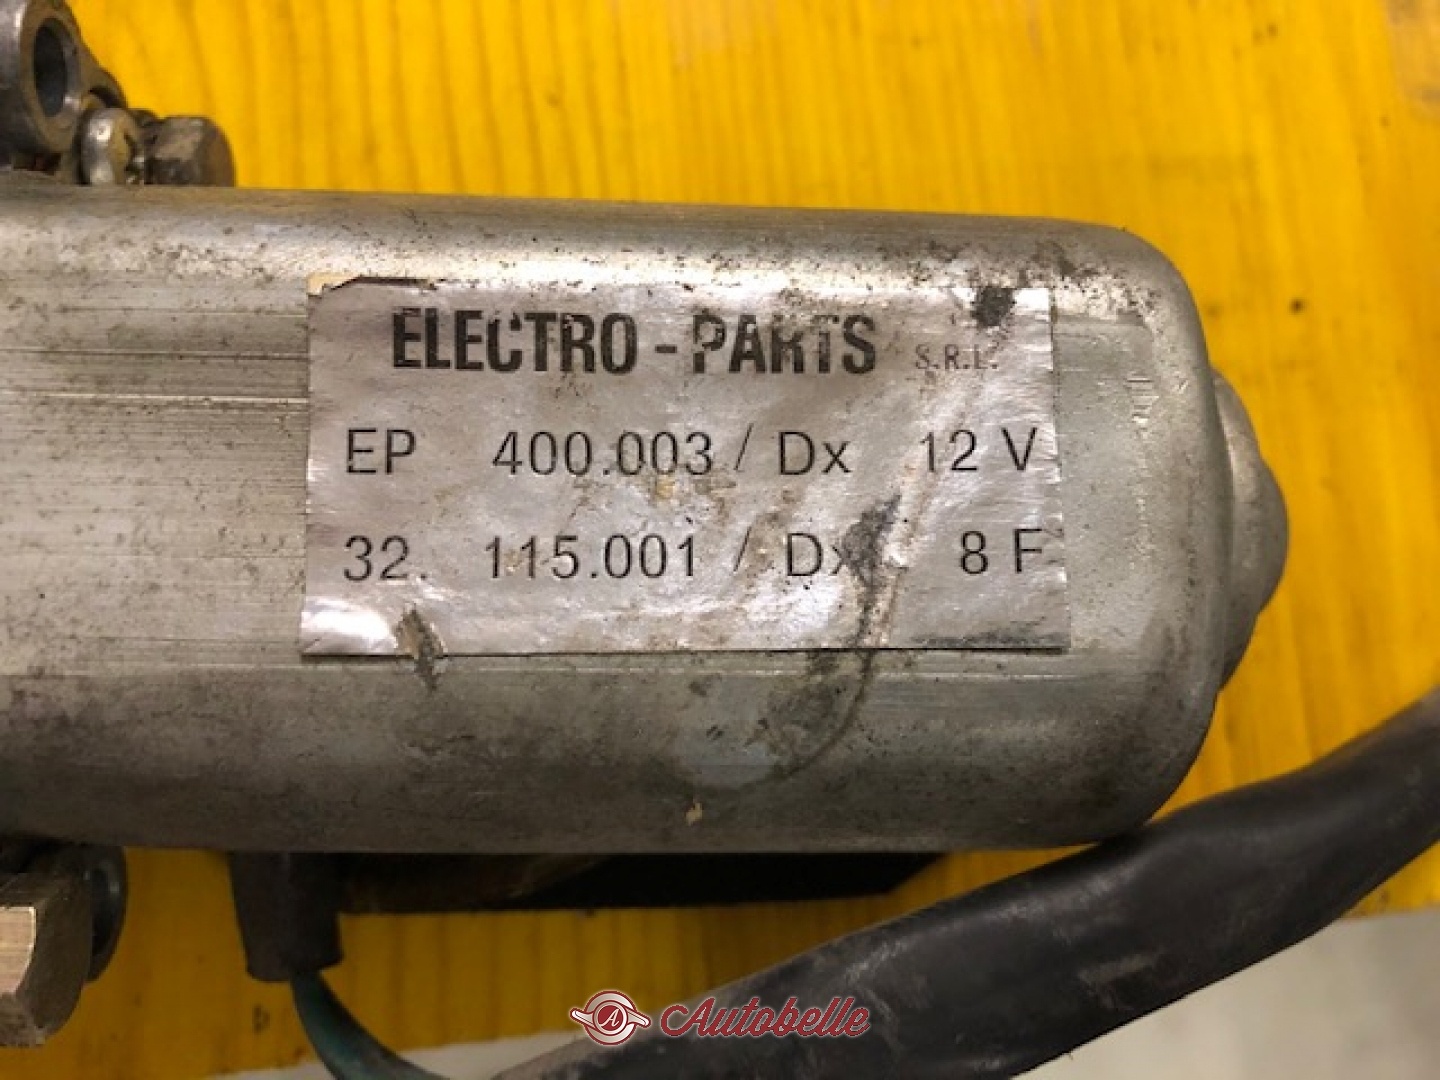 ELECTRO - PARTS S.R.L.
EP 400.003 / Dx 12 V
32. 115.001 / Dx 8 F
A Autobelle